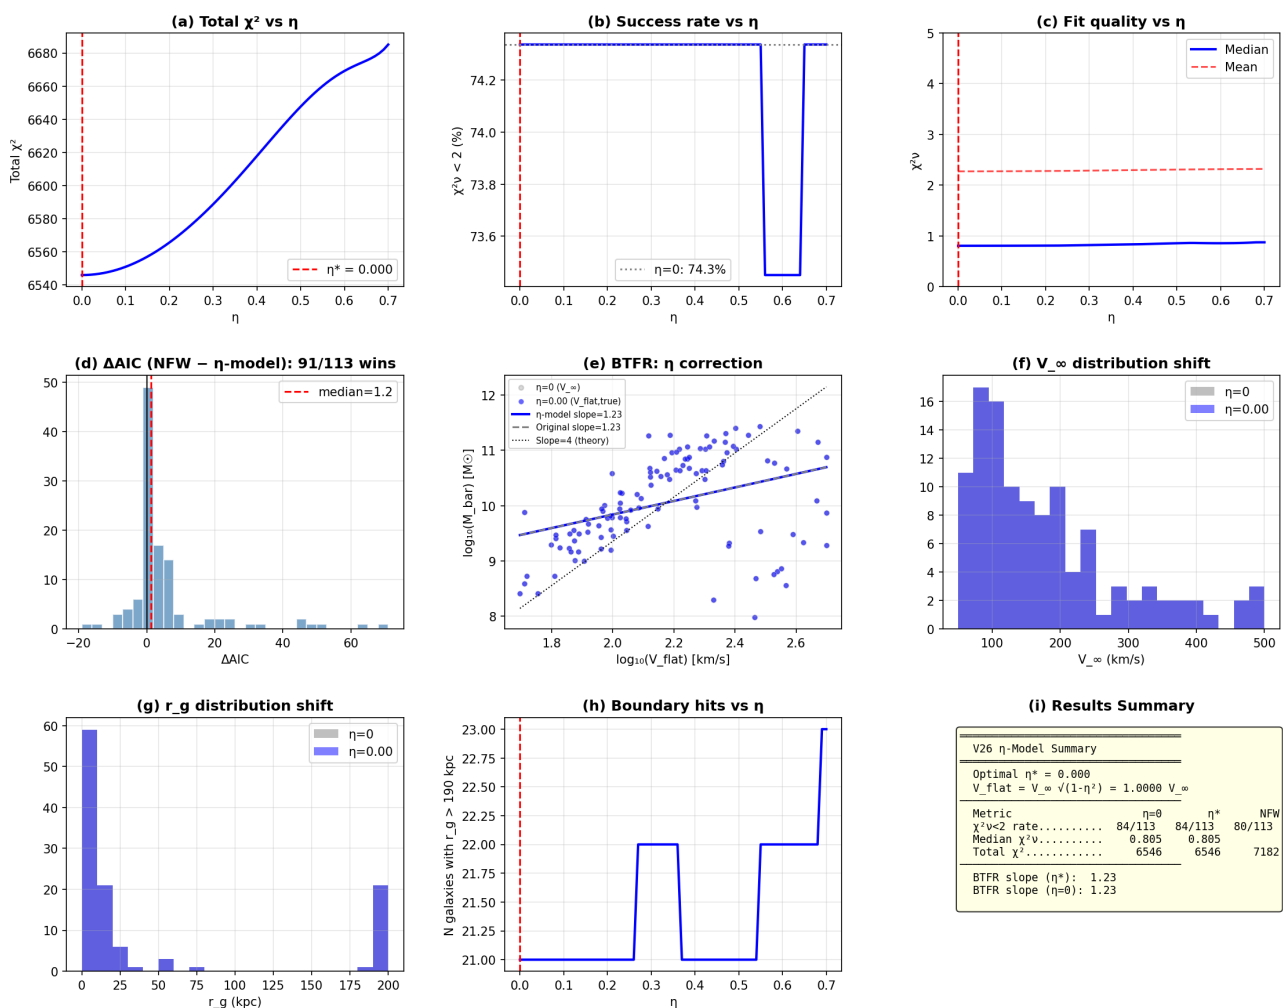 (a) Total χ² vs η
Total χ²
6680
6660
6640
6620
6600
6580
6560
6540
η* = 0.000
0.0 0.1 0.2 0.3 0.4 0.5 0.6 0.7
η
(b) Success rate vs η
χ²ν < 2 (%)
74.2
74.0
73.8
73.6
η=0: 74.3%
0.0 0.1 0.2 0.3 0.4 0.5 0.6 0.7
η
(c) Fit quality vs η
χ²ν
5
4
3
2
1
0
Median
Mean
0.0 0.1 0.2 0.3 0.4 0.5 0.6 0.7
η
(d) ΔAIC (NFW − η-model): 91/113 wins
50
40
30
20
10
0
median=1.2
−20 0 20 40 60
ΔAIC
(e) BTFR: η correction
log₁₀(M_bar) [M☉]
12
11
10
9
8
η=0 (V_∞)
η=0.00 (V_flat,true)
η-model slope=1.23
Original slope=1.23
Slope=4 (theory)
1.8 2.0 2.2 2.4 2.6
log₁₀(V_flat) [km/s]
(f) V_∞ distribution shift
16
14
12
10
8
6
4
2
0
η=0
η=0.00
100 200 300 400 500
V_∞ (km/s)
(g) r_g distribution shift
60
50
40
30
20
10
0
η=0
η=0.00
0 25 50 75 100 125 150 175 200
r_g (kpc)
(h) Boundary hits vs η
N galaxies with r_g > 190 kpc
23.00
22.75
22.50
22.25
22.00
21.75
21.50
21.25
21.00
0.0 0.1 0.2 0.3 0.4 0.5 0.6 0.7
η
(i) Results Summary
V26 η-Model Summary
Optimal η* = 0.000
V_flat = V_∞ √(1-η²) = 1.0000 V_∞
Metric η=0 η* NFW
χ²ν<2 rate.......... 84/113 84/113 80/113
Median χ²ν.......... 0.805 0.805
Total χ²............ 6546 6546 7182
BTFR slope (η*): 1.23
BTFR slope (η=0): 1.23